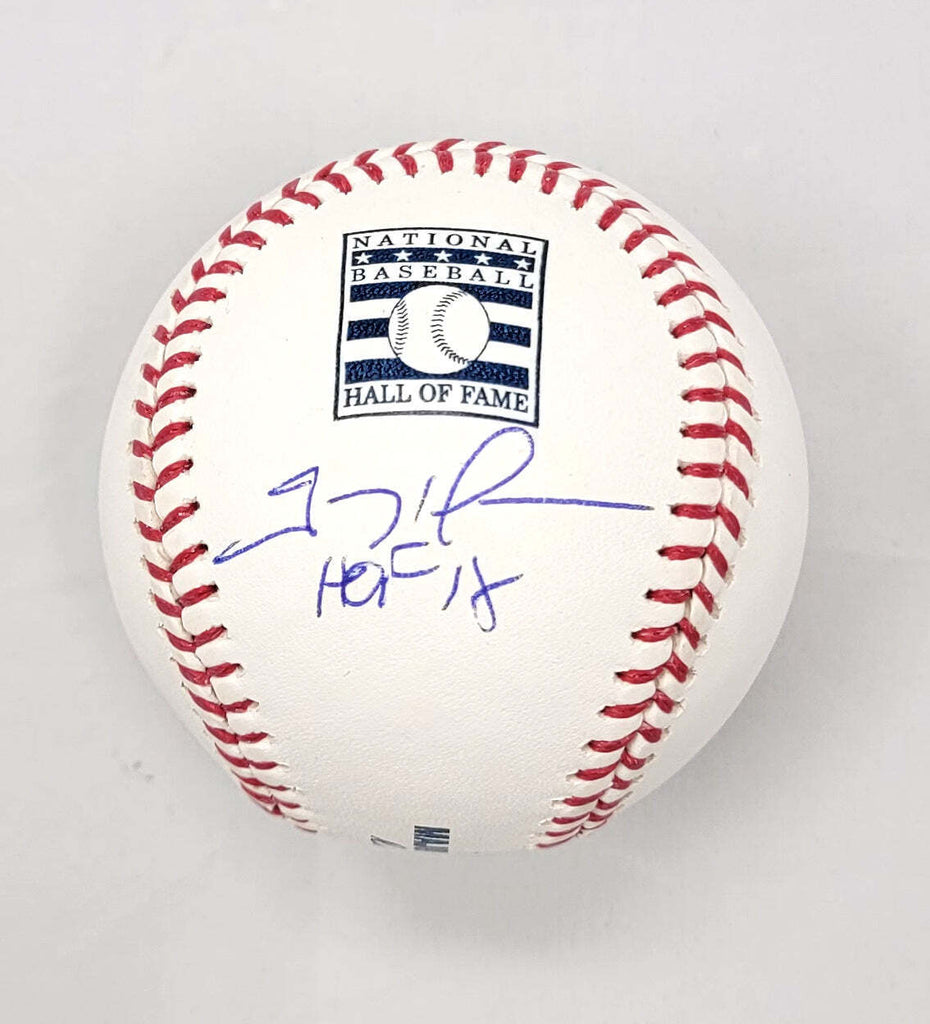 NATIONAL
BASEBALL
HALL OF FAME
HOF 18